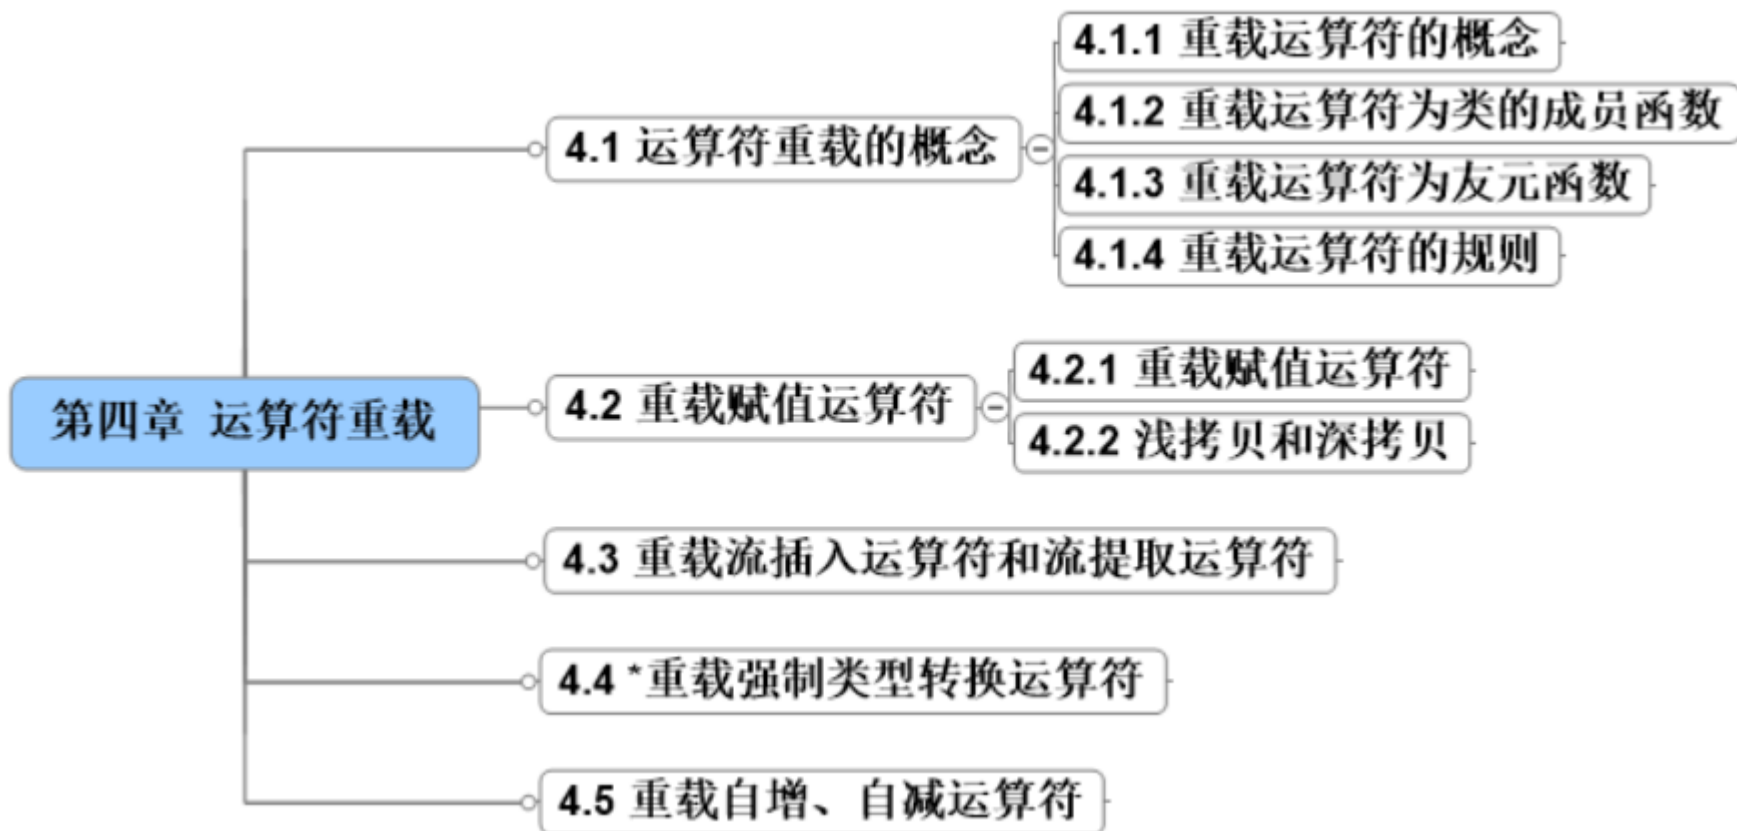 第四章 运算符重载
4.1 运算符重载的概念
4.1.1 重载运算符的概念
4.1.2 重载运算符为类的成员函数
4.1.3 重载运算符为友元函数
4.1.4 重载运算符的规则
4.2 重载赋值运算符
4.2.1 重载赋值运算符
4.2.2 浅拷贝和深拷贝
4.3 重载流插入运算符和流提取运算符
4.4 *重载强制类型转换运算符
4.5 重载自增、自减运算符